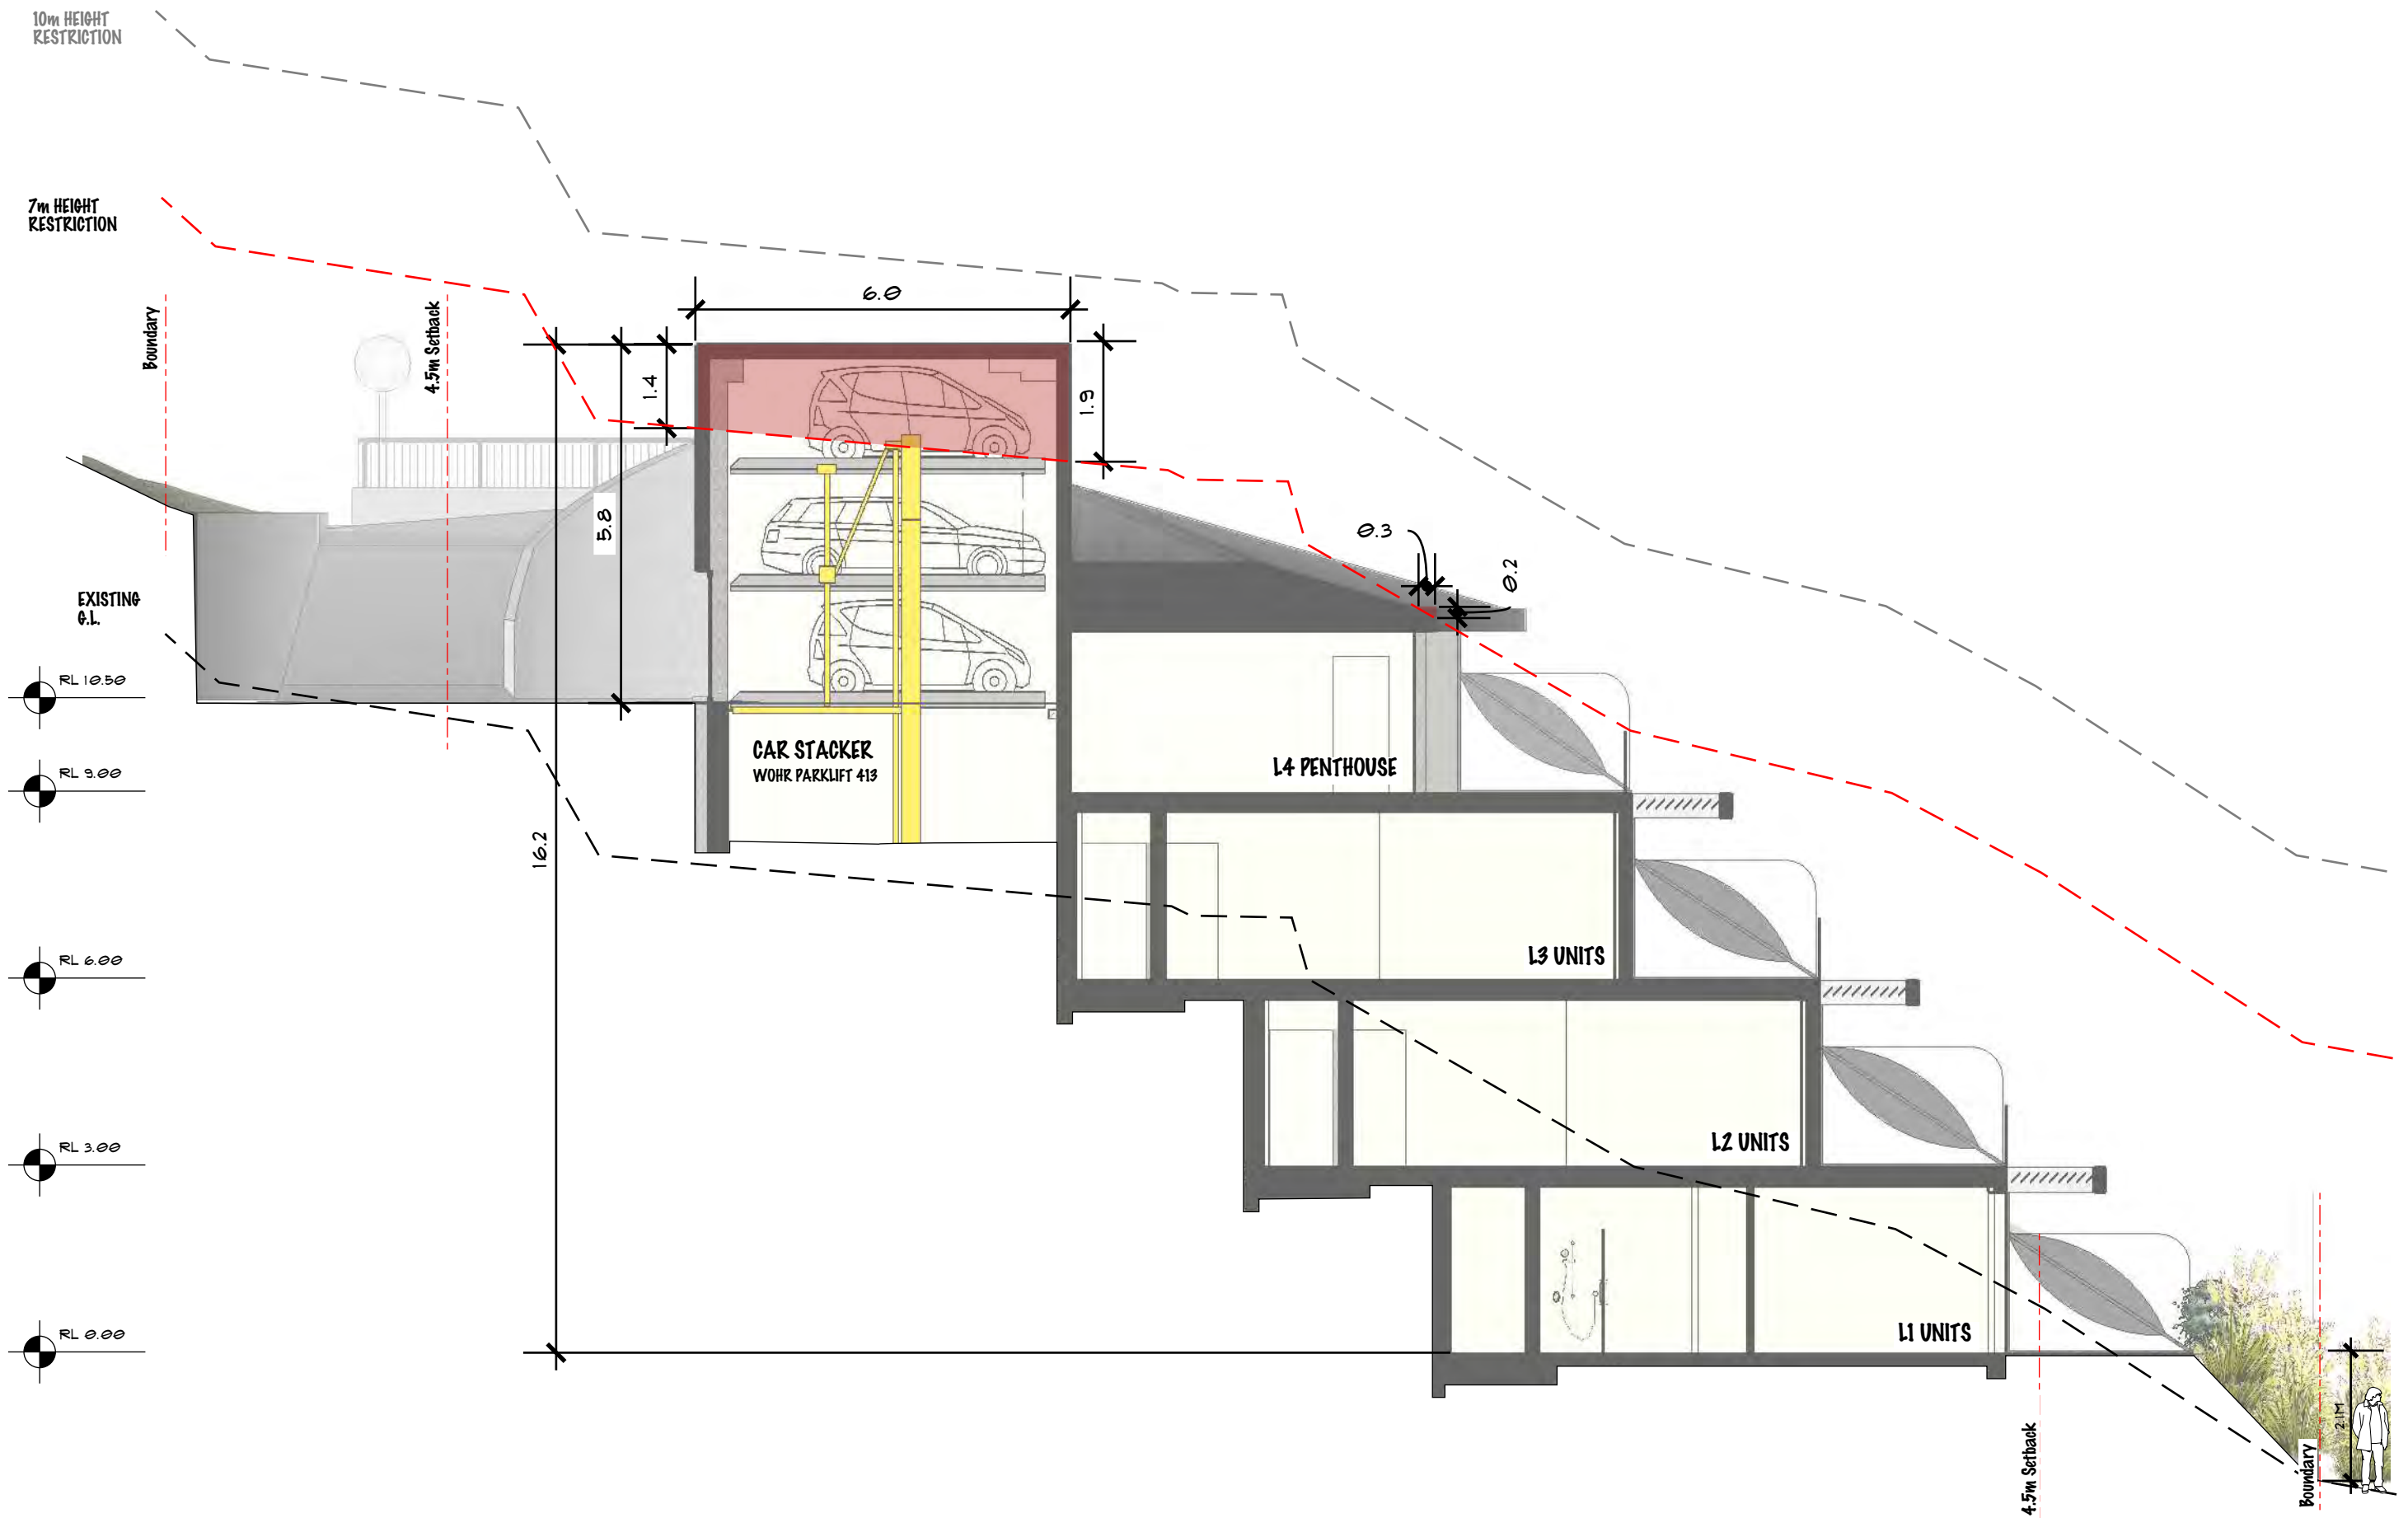 10m HEIGHT
RESTRICTION
7m HEIGHT
RESTRICTION
Boundary
4.5m Setback
6.0
1.4
1.9
5.8
0.3
0.2
EXISTING
G.L.
RL 10.50
RL 9.00
CAR STACKER
WOHR PARKLIFT 413
L4 PENTHOUSE
16.2
RL 6.00
L3 UNITS
RL 3.00
L2 UNITS
RL 0.00
L1 UNITS
2.1M
4.5m Setback
Boundary